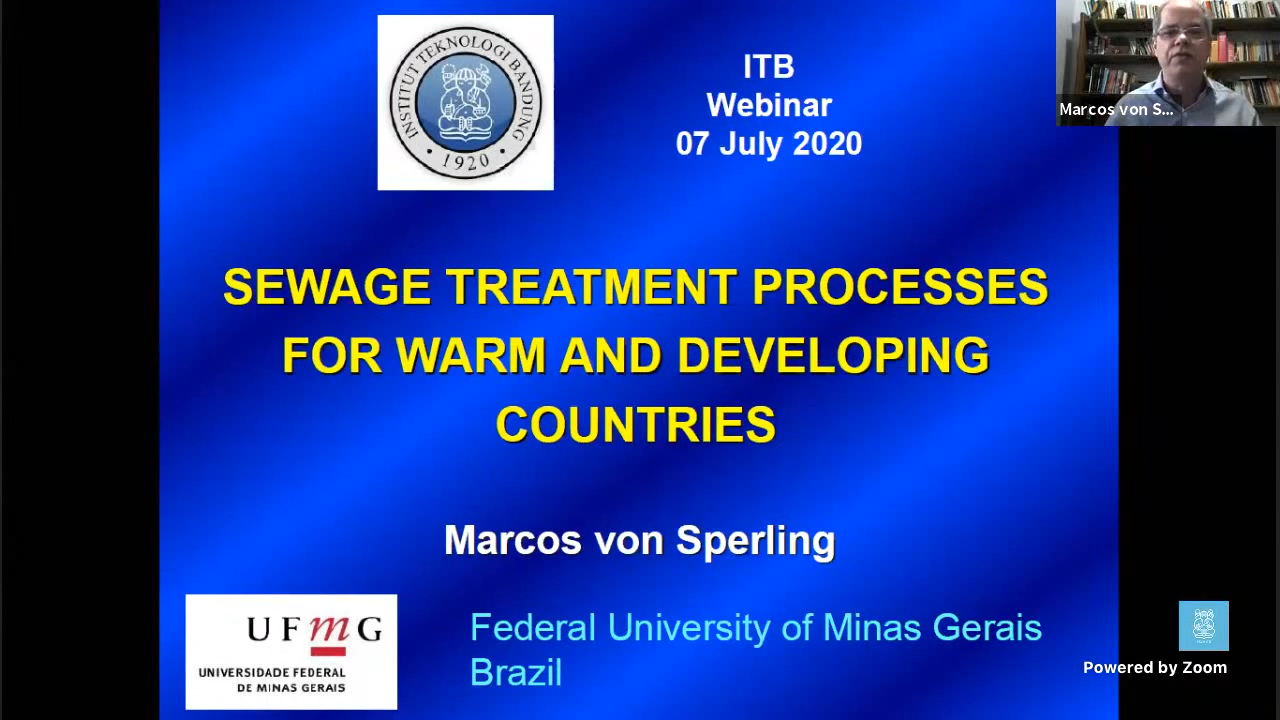 INSTITUT TEKNOLOGI BANDUNG
• 1920 •
ITB
Webinar
07 July 2020
Marcos von S...
SEWAGE TREATMENT PROCESSES
FOR WARM AND DEVELOPING
COUNTRIES
Marcos von Sperling
UFmG
UNIVERSIDADE FEDERAL
DE MINAS GERAIS
Federal University of Minas Gerais
Brazil
Powered by Zoom